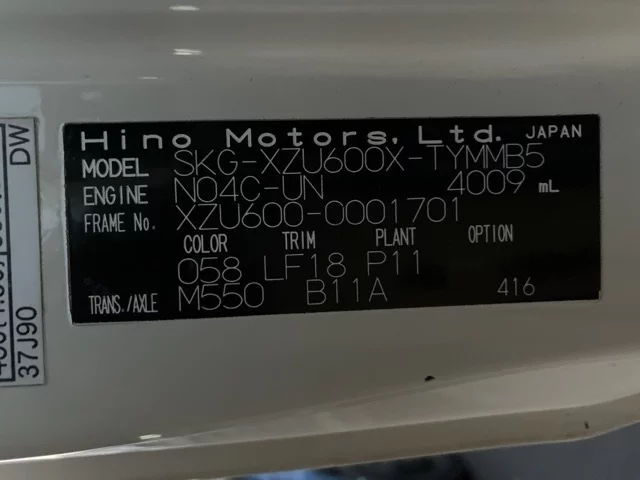 Hino Motors, Ltd. JAPAN
MODEL SKG-XZU600X-TYMMB5
ENGINE N04C-UN 4009 mL
FRAME No. XZU600-0001701
COLOR TRIM PLANT OPTION
058 LF18 P11
TRANS./AXLE M550 B11A 416
DW
37J90